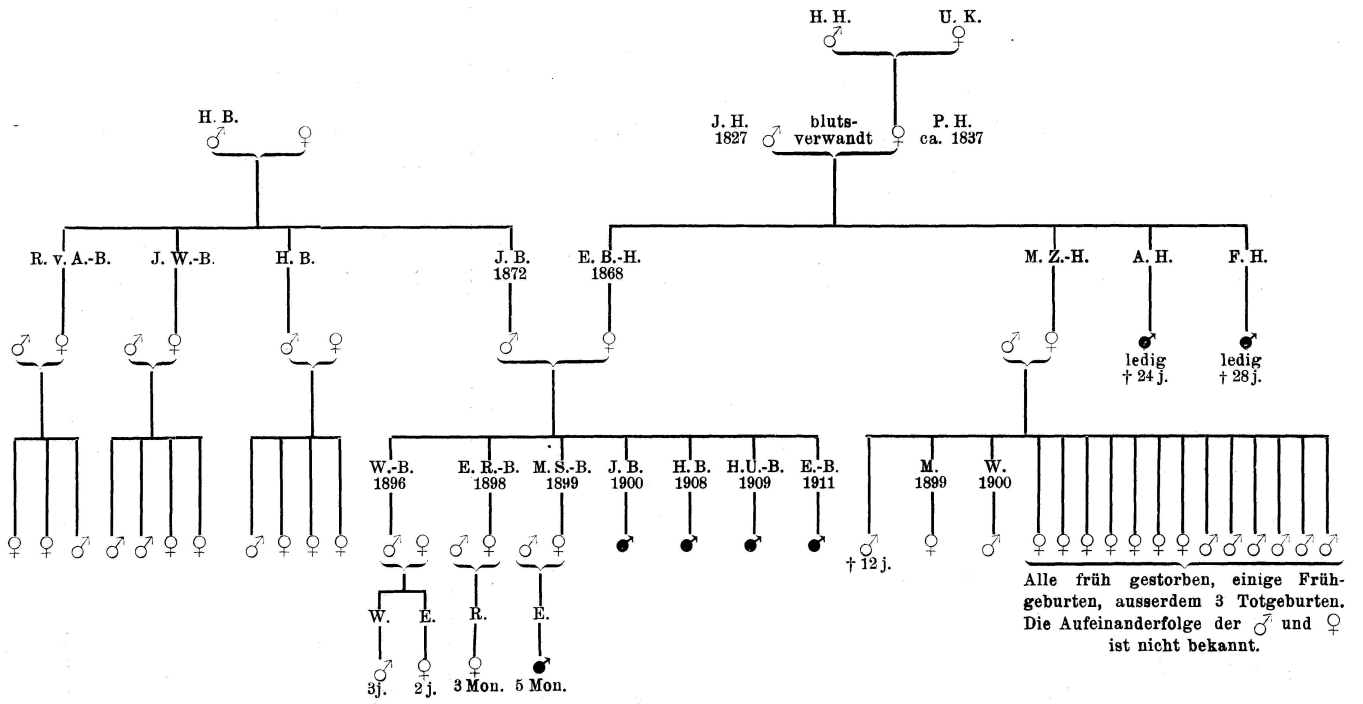 H. H. U. K.
H. B.
J. H. bluts- P. H.
1827 verwandt ca. 1837
R. v. A.-B. J. W.-B. H. B. J. B. E. B.-H. M. Z.-H. A. H. F. H.
1872 1868
ledig ledig
† 24 j. † 28 j.
W.-B. E. R.-B. M. S.-B. J. B. H. B. H.U.-B. E.-B. M. W.
1896 1898 1899 1900 1908 1909 1911 1899 1900
† 12 j.
Alle früh gestorben, einige Früh-
geburten, ausserdem 3 Totgeburten.
Die Aufeinanderfolge der ♂ und ♀
ist nicht bekannt.
W. E. R. E.
3j. 2 j. 3 Mon. 5 Mon.